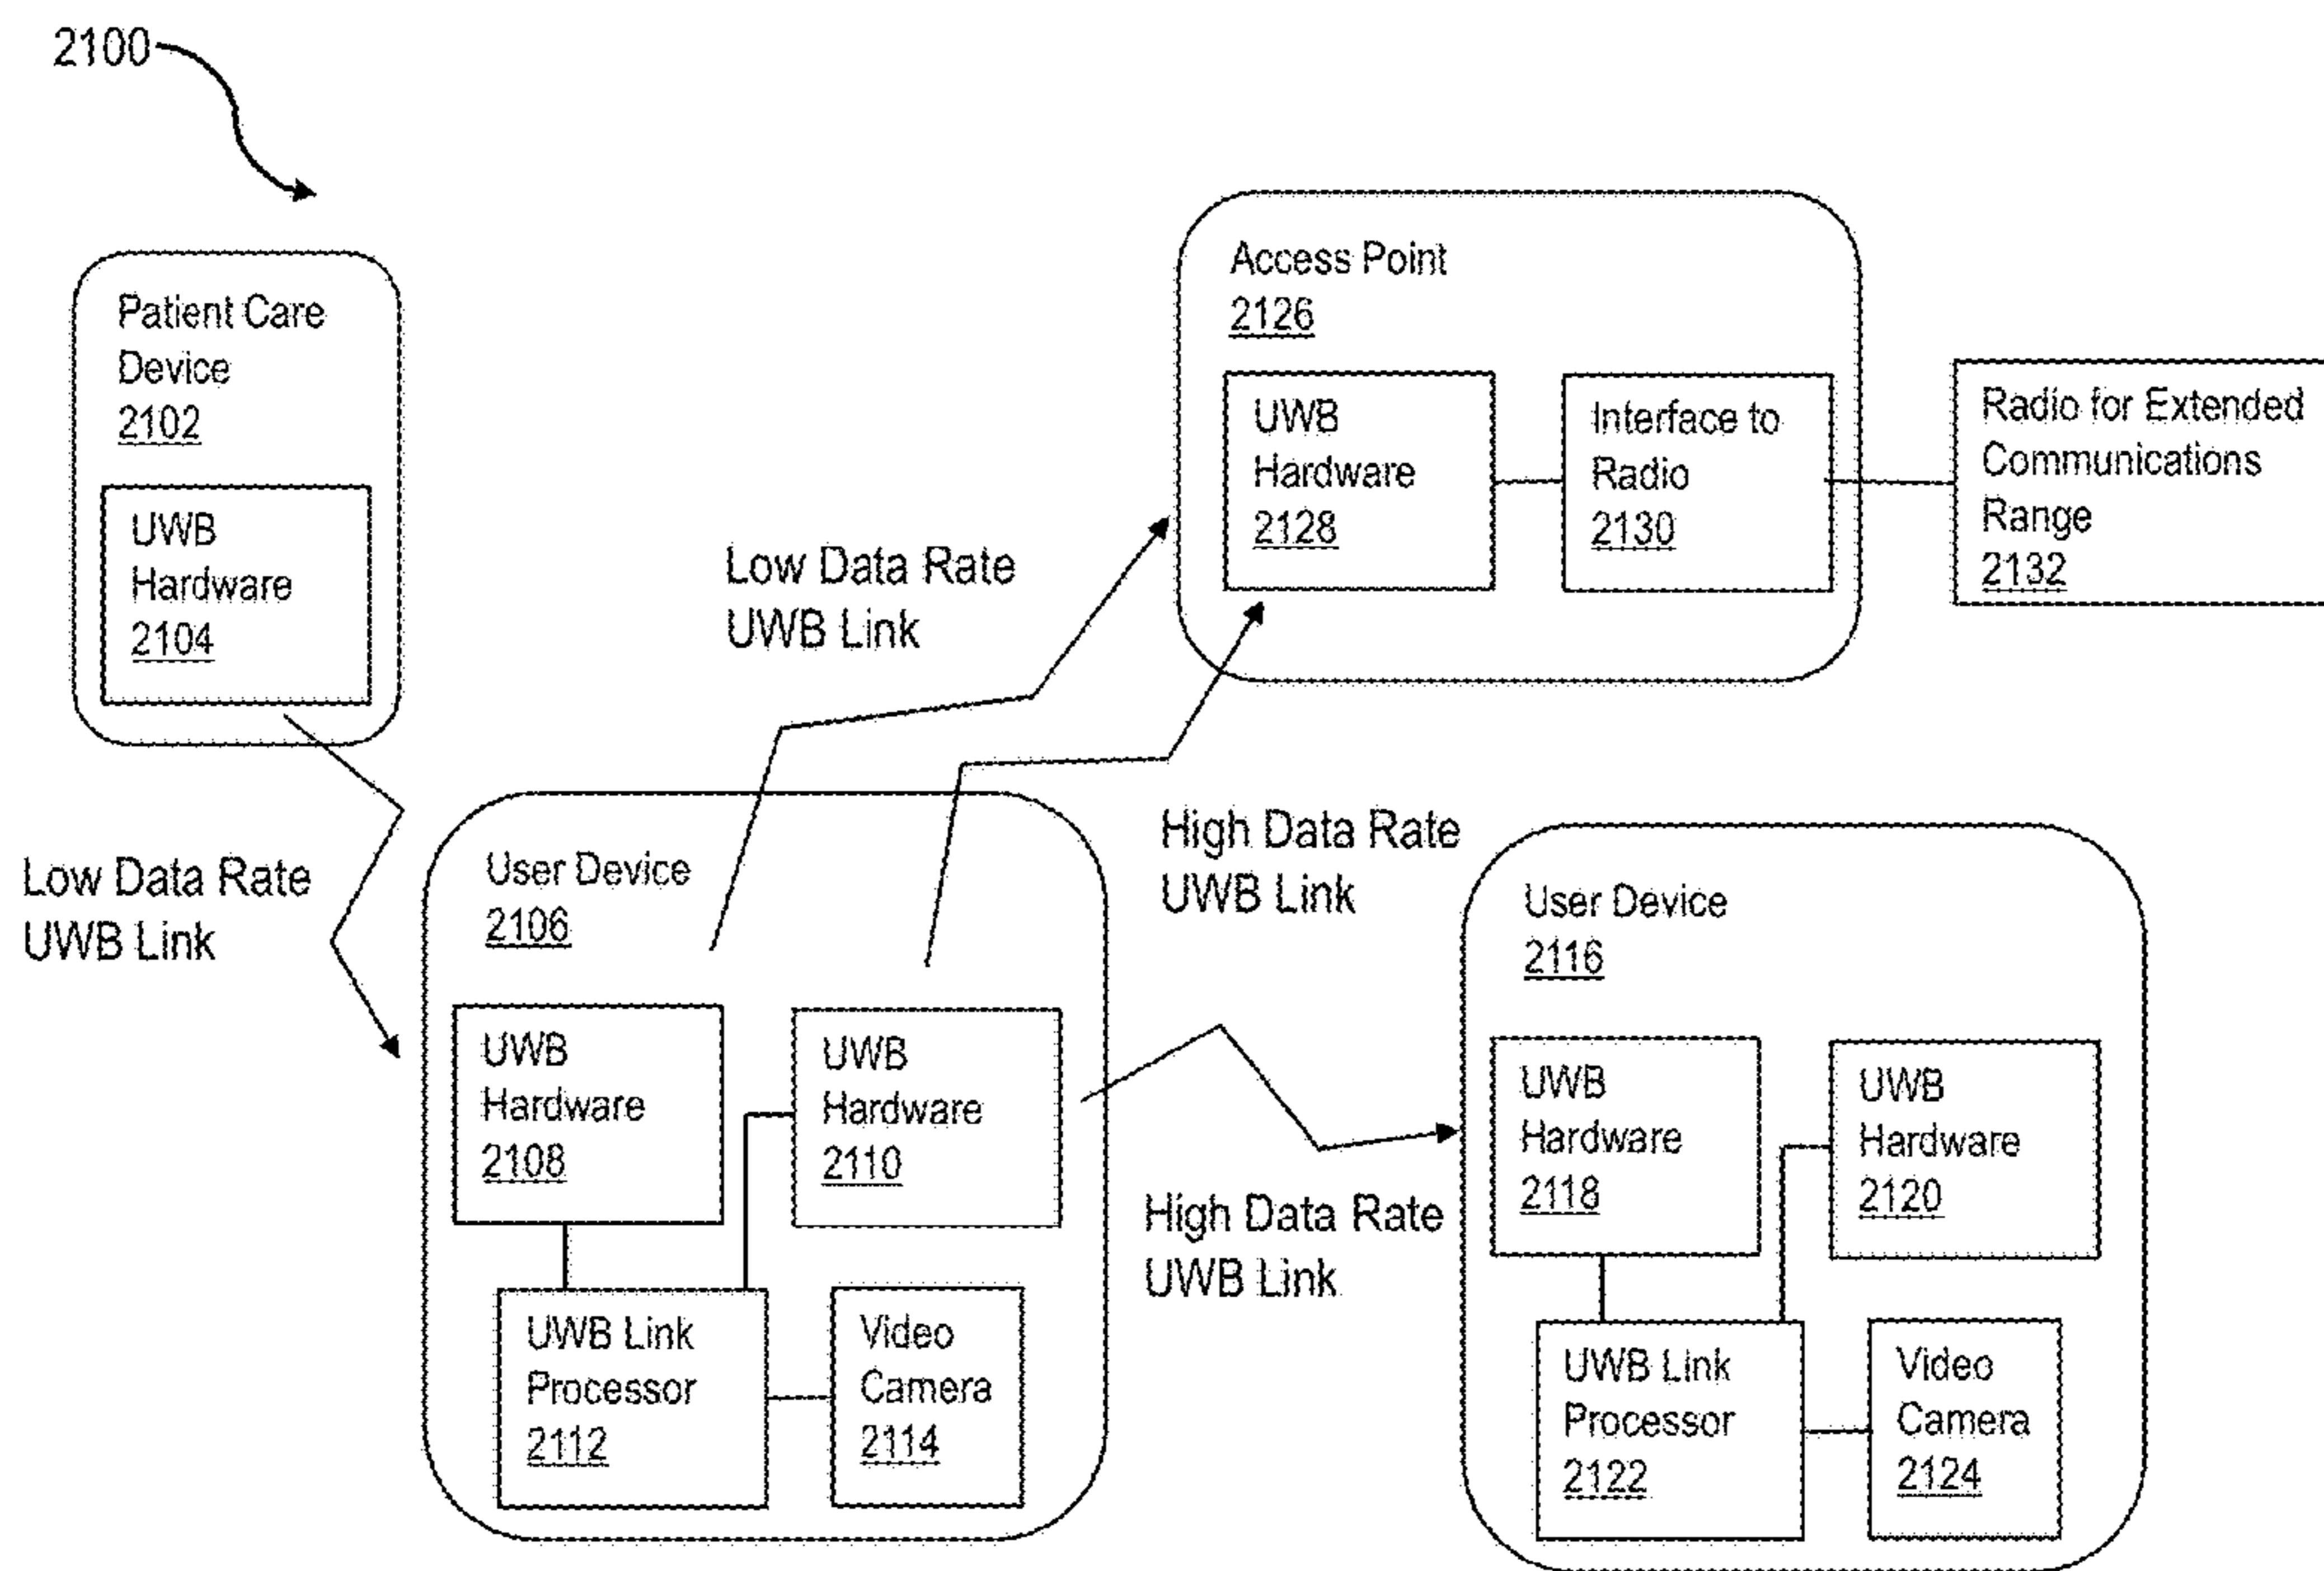 2100
Patient Care
Device
2102
UWB
Hardware
2104
Low Data Rate
UWB Link
Low Data Rate
UWB Link
Access Point
2126
UWB
Hardware
2128
Interface to
Radio
2130
Radio for Extended
Communications
Range
2132
High Data Rate
UWB Link
User Device
2106
UWB
Hardware
2108
UWB
Hardware
2110
UWB Link
Processor
2112
Video
Camera
2114
High Data Rate
UWB Link
User Device
2116
UWB
Hardware
2118
UWB
Hardware
2120
UWB Link
Processor
2122
Video
Camera
2124